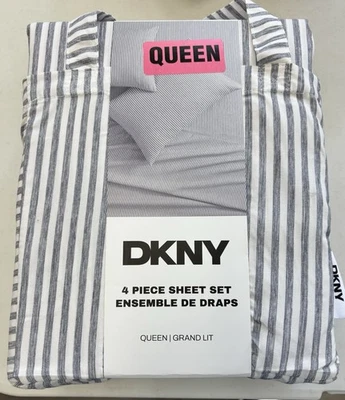 QUEEN
DKNY
4 PIECE SHEET SET
ENSEMBLE DE DRAPS
QUEEN | GRAND LIT
DKNY